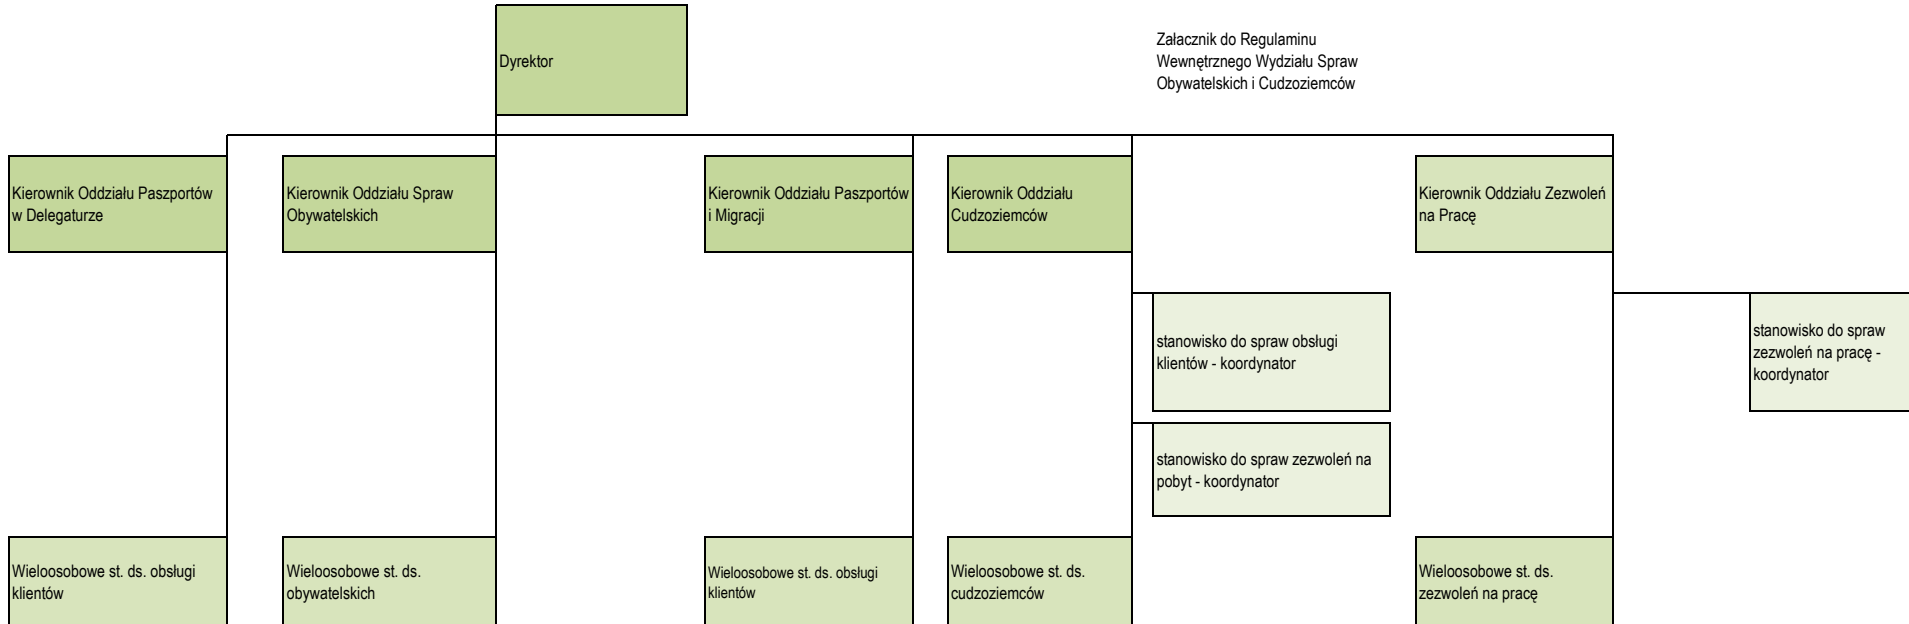 Dyrektor
Załacznik do Regulaminu
Wewnętrznego Wydziału Spraw
Obywatelskich i Cudzoziemców
Kierownik Oddziału Paszportów
w Delegaturze
Kierownik Oddziału Spraw
Obywatelskich
Kierownik Oddziału Paszportów
i Migracji
Kierownik Oddziału
Cudzoziemców
Kierownik Oddziału Zezwoleń
na Pracę
stanowisko do spraw obsługi
klientów - koordynator
stanowisko do spraw
zezwoleń na pracę -
koordynator
stanowisko do spraw zezwoleń na
pobyt - koordynator
Wieloosobowe st. ds. obsługi
klientów
Wieloosobowe st. ds.
obywatelskich
Wieloosobowe st. ds. obsługi
klientów
Wieloosobowe st. ds.
cudzoziemców
Wieloosobowe st. ds.
zezwoleń na pracę